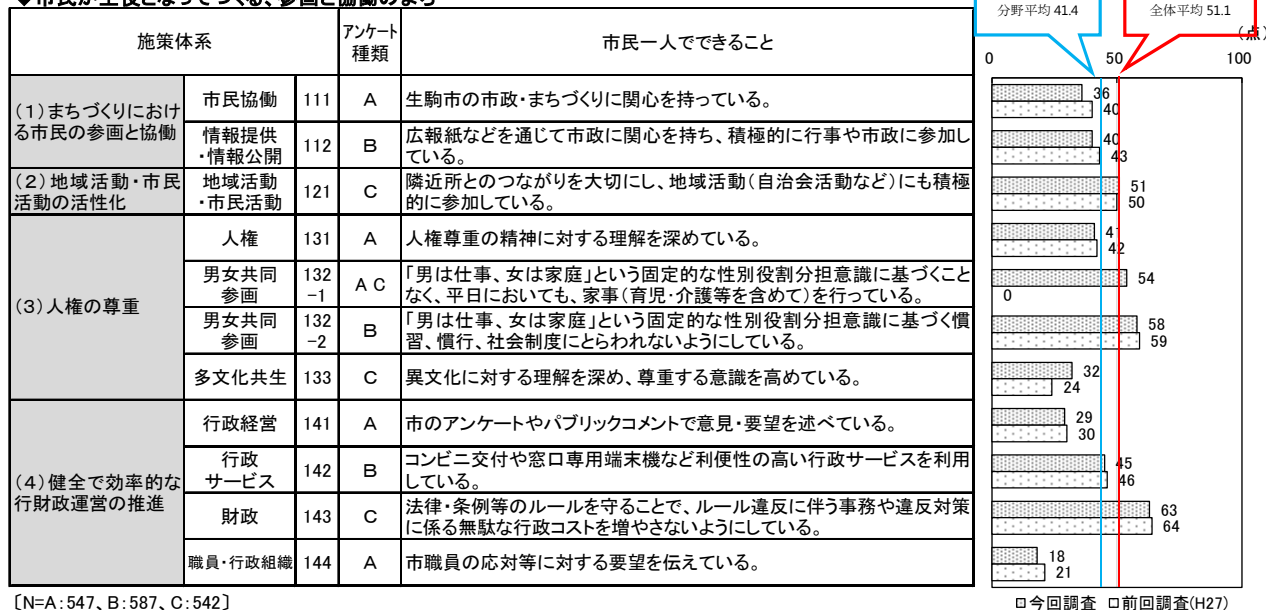 ◆市民が主役となってつくる、参画と協働のまち
分野平均 41.4
全体平均 51.1
施策体系
アンケート
種類
市民一人でできること
(点)
0 50 100
(1)まちづくりにおけ
る市民の参画と協働
市民協働 111 A 生駒市の市政・まちづくりに関心を持っている。
36
40
情報提供
・情報公開
112 B
広報紙などを通じて市政に関心を持ち、積極的に行事や市政に参加し
ている。
40
43
(2)地域活動・市民
活動の活性化
地域活動
・市民活動
121 C
隣近所とのつながりを大切にし、地域活動(自治会活動など)にも積極
的に参加している。
51
50
(3)人権の尊重
人権 131 A 人権尊重の精神に対する理解を深めている。
41
42
男女共同
参画
132
-1
A C
「男は仕事、女は家庭」という固定的な性別役割分担意識に基づくこと
なく、平日においても、家事(育児・介護等を含めて)を行っている。
54
0
男女共同
参画
132
-2
B
「男は仕事、女は家庭」という固定的な性別役割分担意識に基づく慣
習、慣行、社会制度にとらわれないようにしている。
58
59
多文化共生 133 C 異文化に対する理解を深め、尊重する意識を高めている。
32
24
(4)健全で効率的な
行財政運営の推進
行政経営 141 A 市のアンケートやパブリックコメントで意見・要望を述べている。
29
30
行政
サービス
142 B
コンビニ交付や窓口専用端末機など利便性の高い行政サービスを利用
している。
45
46
財政 143 C
法律・条例等のルールを守ることで、ルール違反に伴う事務や違反対策
に係る無駄な行政コストを増やさないようにしている。
63
64
職員・行政組織 144 A 市職員の応対等に対する要望を伝えている。
18
21
〔N=A:547、B:587、C:542〕
今回調査 前回調査(H27)